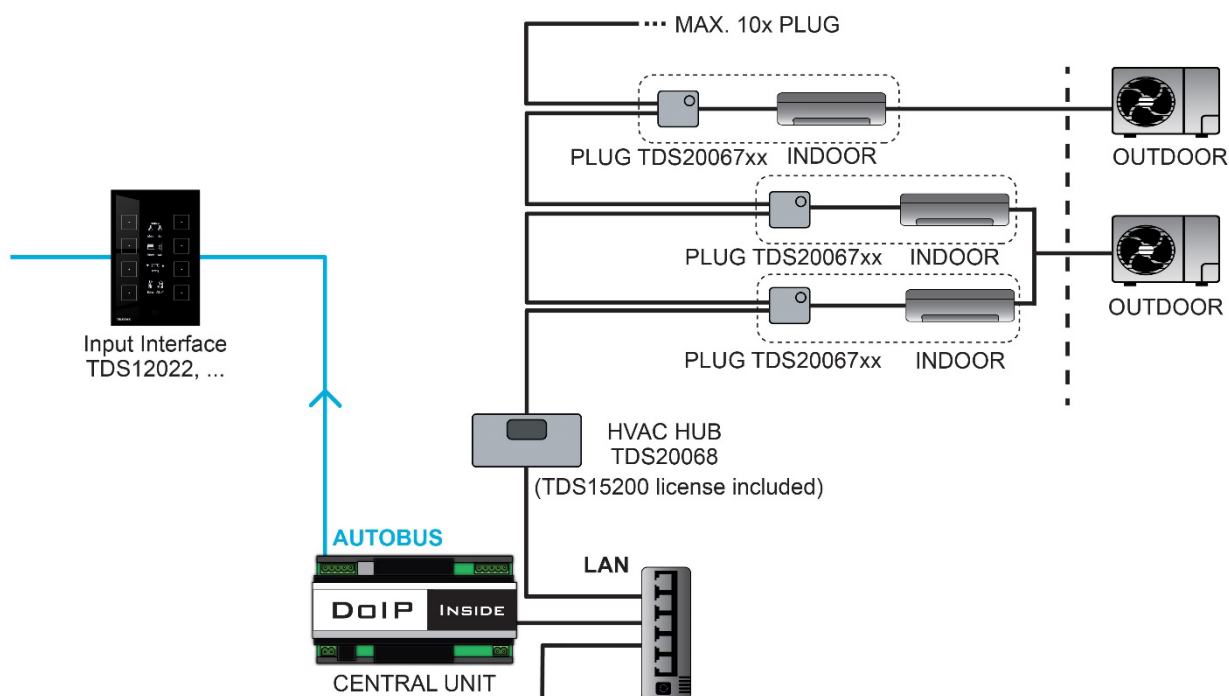 MAX. 10x PLUG
PLUG TDS20067xx INDOOR
OUTDOOR
PLUG TDS20067xx INDOOR
OUTDOOR
PLUG TDS20067xx INDOOR
Input Interface
TDS12022, ...
HVAC HUB
TDS20068
(TDS15200 license included)
AUTOBUS
LAN
DoIP INSIDE
CENTRAL UNIT